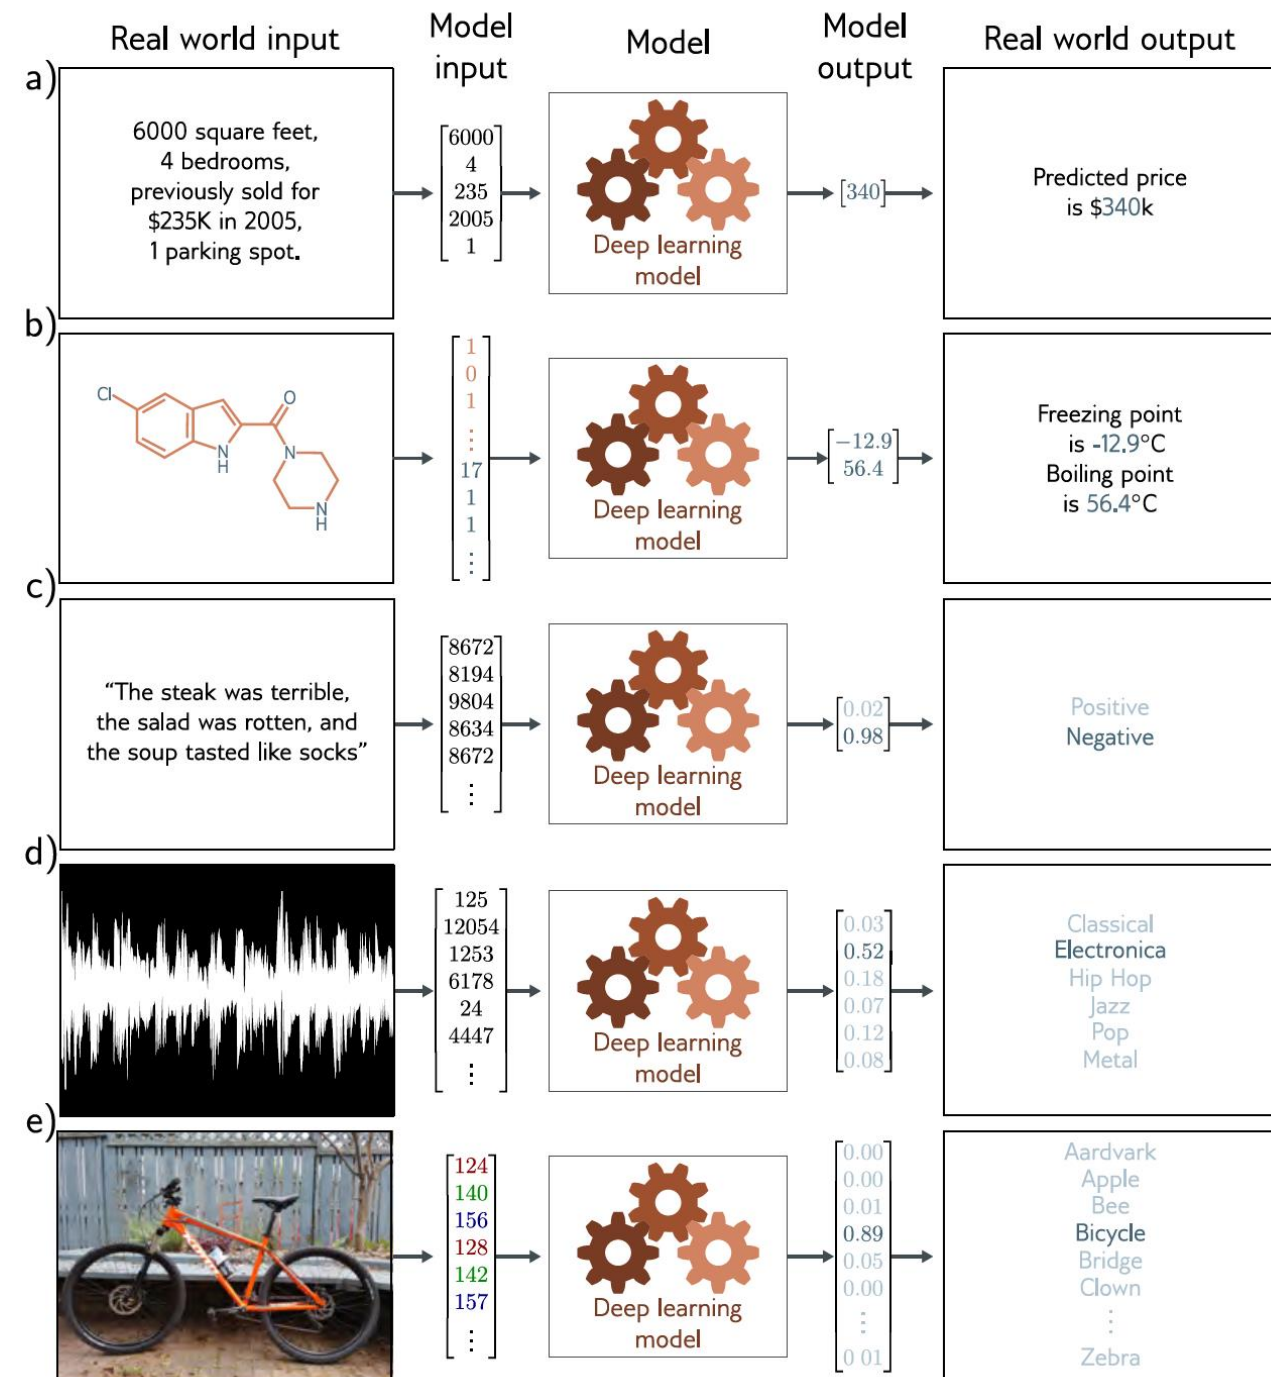 Real world input
Model
input
Model
Model
output
Real world output
a)
6000 square feet,
4 bedrooms,
previously sold for
$235K in 2005,
1 parking spot.
6000
4
235
2005
1
Deep learning
model
[340]
Predicted price
is $340k
b)
Cl
O
N
H
N
N
H
1
0
1
⋮
17
1
1
⋮
Deep learning
model
−12.9
56.4
Freezing point
is -12.9°C
Boiling point
is 56.4°C
c)
“The steak was terrible,
the salad was rotten, and
the soup tasted like socks”
8672
8194
9804
8634
8672
⋮
Deep learning
model
0.02
0.98
Positive
Negative
d)
125
12054
1253
6178
24
4447
⋮
Deep learning
model
0.03
0.52
0.18
0.07
0.12
0.08
Classical
Electronica
Hip Hop
Jazz
Pop
Metal
e)
124
140
156
128
142
157
⋮
Deep learning
model
0.00
0.00
0.01
0.89
0.05
0.00
⋮
0 01
Aardvark
Apple
Bee
Bicycle
Bridge
Clown
⋮
Zebra